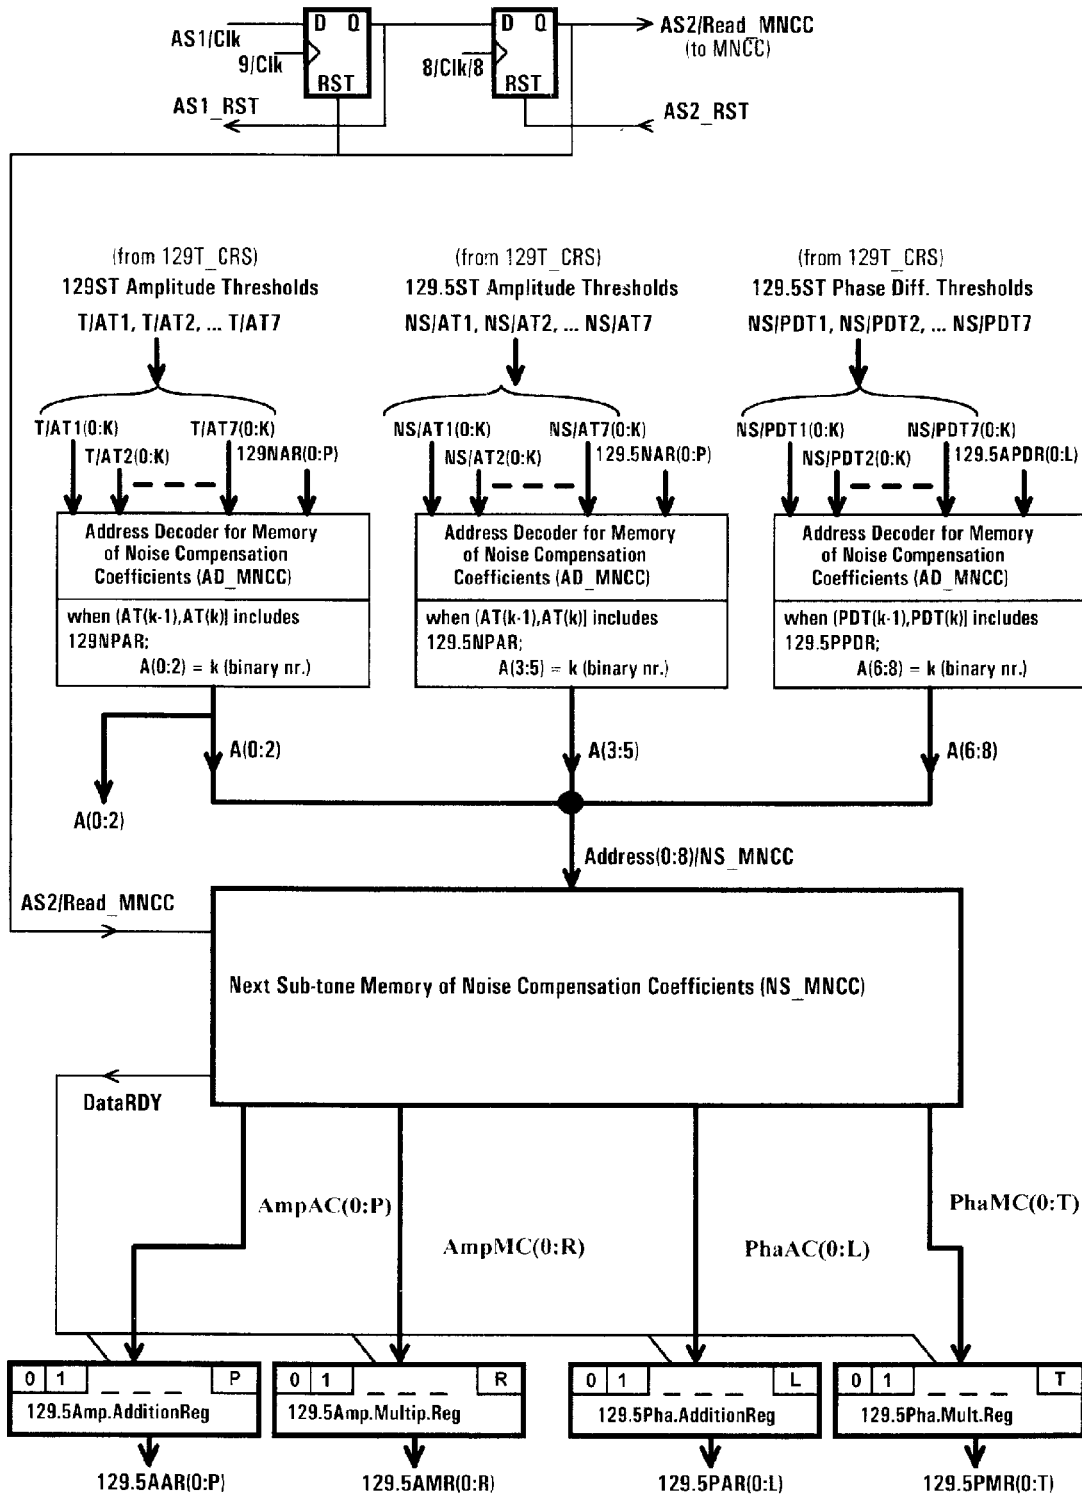 D Q
D Q
AS2/Read_MNCC
(to MNCC)
AS1/Clk
9/Clk
8/Clk/8
RST
RST
AS1_RST
AS2_RST
(from 129T_CRS)
129ST Amplitude Thresholds
T/AT1, T/AT2, ... T/AT7
(from 129T_CRS)
129.5ST Amplitude Thresholds
NS/AT1, NS/AT2, ... NS/AT7
(from 129T_CRS)
129.5ST Phase Diff. Thresholds
NS/PDT1, NS/PDT2, ... NS/PDT7
T/AT1(0:K)
T/AT7(0:K)
T/AT2(0:K)
129NAR(0:P)
NS/AT1(0:K)
NS/AT7(0:K)
NS/AT2(0:K)
129.5NAR(0:P)
NS/PDT1(0:K)
NS/PDT7(0:K)
NS/PDT2(0:K)
129.5APDR(0:L)
Address Decoder for Memory
of Noise Compensation
Coefficients (AD_MNCC)
when (AT(k-1),AT(k)] includes
129NPAR;
A(0:2) = k (binary nr.)
Address Decoder for Memory
of Noise Compensation
Coefficients (AD_MNCC)
when (AT(k-1),AT(k)] includes
129.5NPAR;
A(3:5) = k (binary nr.)
Address Decoder for Memory
of Noise Compensation
Coefficients (AD_MNCC)
when (PDT(k-1),PDT(k)] includes
129.5PPDR;
A(6:8) = k (binary nr.)
A(0:2)
A(3:5)
A(6:8)
A(0:2)
Address(0:8)/NS_MNCC
AS2/Read_MNCC
Next Sub-tone Memory of Noise Compensation Coefficients (NS_MNCC)
DataRDY
AmpAC(0:P)
AmpMC(0:R)
PhaAC(0:L)
PhaMC(0:T)
0 1 _ _ _ P
129.5Amp.AdditionReg
0 1 _ _ _ R
129.5Amp.Multip.Reg
0 1 _ _ _ L
129.5Pha.AdditionReg
0 1 _ _ _ T
129.5Pha.Mult.Reg
129.5AAR(0:P)
129.5AMR(0:R)
129.5PAR(0:L)
129.5PMR(0:T)